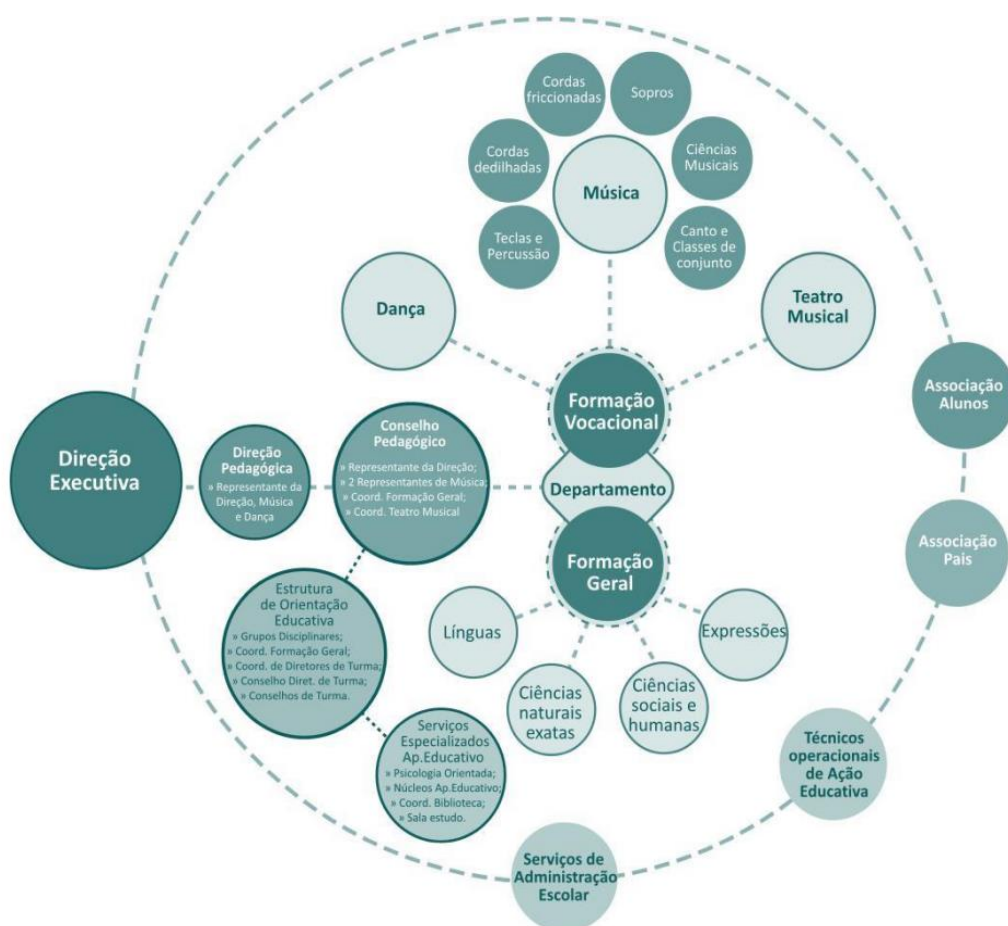 Cordas
friccionadas
Sopros
Cordas
dedilhadas
Ciências
Musicais
Música
Teclas e
Percussão
Canto e
Classes de
conjunto
Dança
Teatro
Musical
Formação
Vocacional
Associação
Alunos
Direção
Executiva
Direção
Pedagógica
» Representante da
Direção, Música
e Dança
Conselho
Pedagógico
» Representante da Direção;
» 2 Representantes de Música;
» Coord. Formação Geral;
» Coord. Teatro Musical
Departamento
Associação
Pais
Formação
Geral
Estrutura
de Orientação
Educativa
» Grupos Disciplinares;
» Coord. Formação Geral;
» Coord. de Diretores de Turma;
» Conselho Diret. de Turma;
» Conselhos de Turma.
Línguas
Expressões
Ciências
naturais
exatas
Ciências
sociais e
humanas
Serviços
Especializados
Ap.Educativo
» Psicologia Orientada;
» Núcleos Ap.Educativo;
» Coord. Biblioteca;
» Sala estudo.
Técnicos
operacionais
de Ação
Educativa
Serviços de
Administração
Escolar